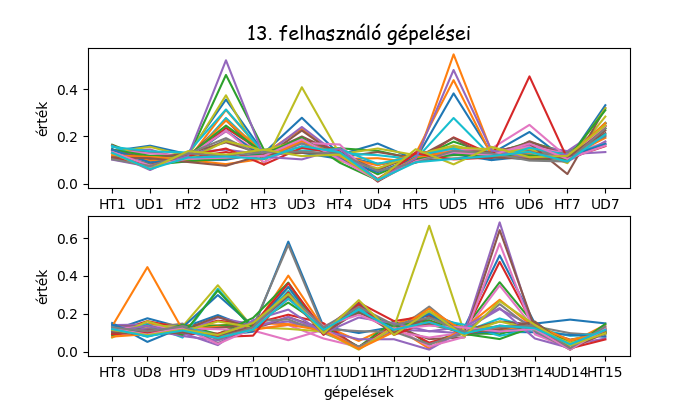 13. felhasználó gépelései
érték
0.4
0.2
0.0
HT1 UD1 HT2 UD2 HT3 UD3 HT4 UD4 HT5 UD5 HT6 UD6 HT7 UD7
érték
0.6
0.4
0.2
0.0
HT8 UD8 HT9 UD9 HT10 UD10 HT11 UD11 HT12 UD12 HT13 UD13 HT14 UD14 HT15
gépelések